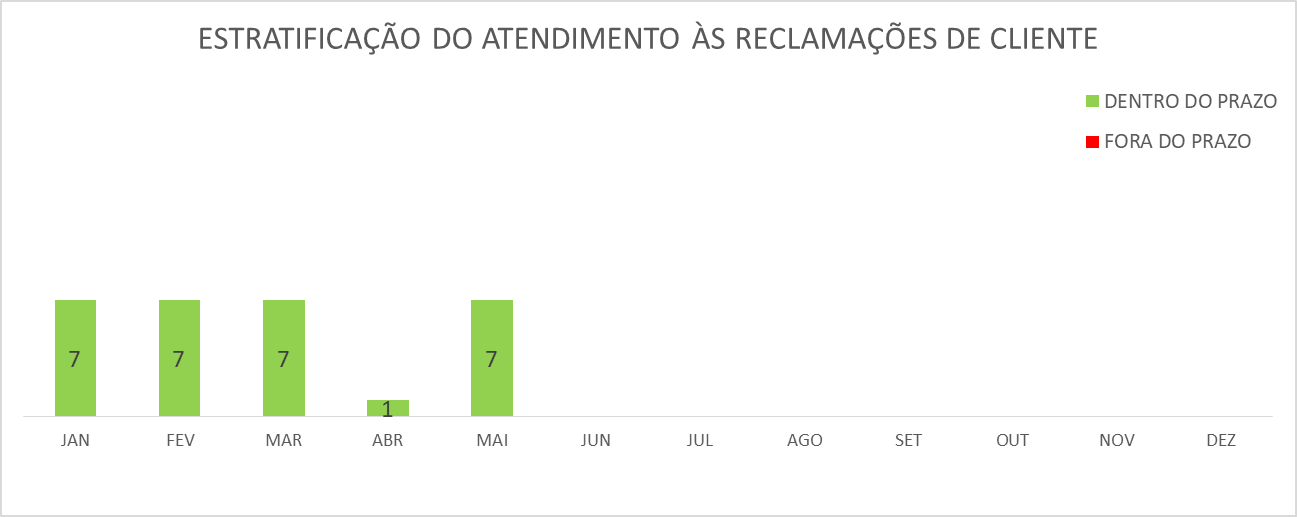 ESTRATIFICAÇÃO DO ATENDIMENTO ÀS RECLAMAÇÕES DE CLIENTE
DENTRO DO PRAZO
FORA DO PRAZO
7 7 7 1 7
JAN FEV MAR ABR MAI JUN JUL AGO SET OUT NOV DEZ